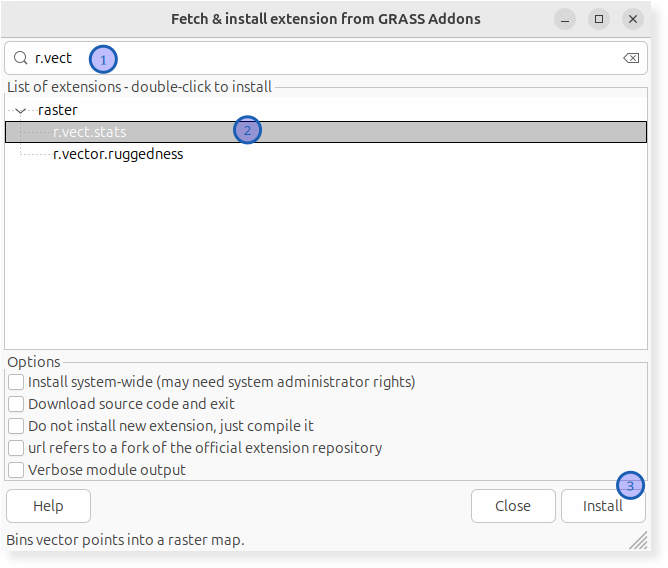 Fetch & install extension from GRASS Addons
r.vect 1
List of extensions - double-click to install
raster
r.vect.stats 2
r.vector.ruggedness
Options
Install system-wide (may need system administrator rights)
Download source code and exit
Do not install new extension, just compile it
url refers to a fork of the official extension repository
Verbose module output
3
Help Close Install
Bins vector points into a raster map.